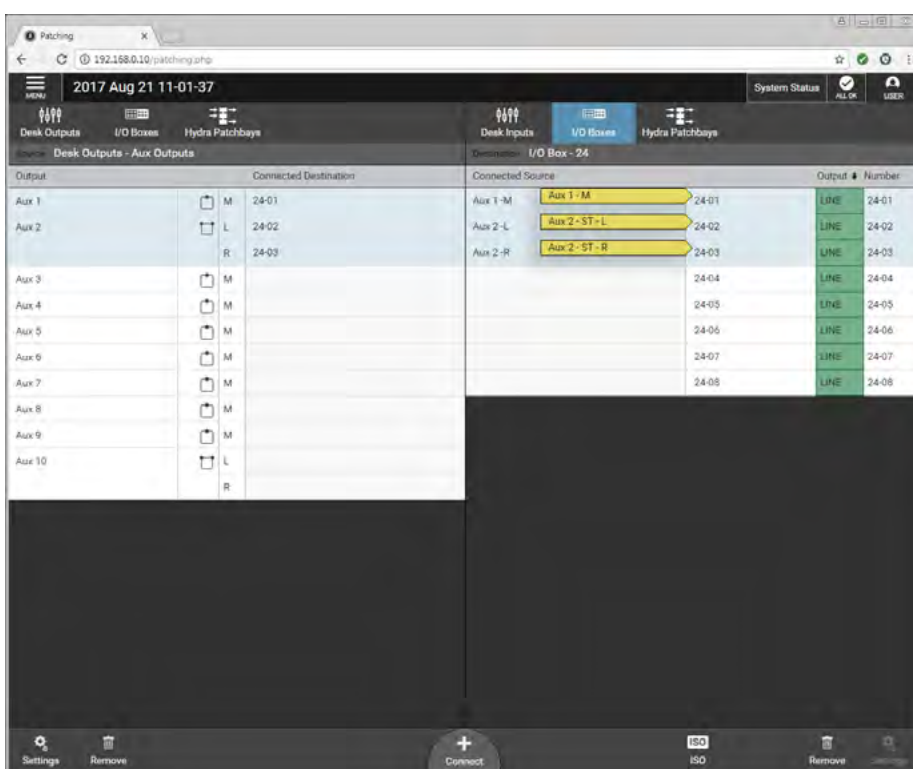 Patching
192.168.0.10/patching.php
MENU
2017 Aug 21 11-01-37
System Status
ALL OK
USER
Desk Outputs
I/O Boxes
Hydra Patchbays
Desk Inputs
I/O Boxes
Hydra Patchbays
Source Desk Outputs - Aux Outputs
Destination I/O Box - 24
Output Connected Destination
Connected Source Output Number
Aux 1 M 24-01
Aux 2 L 24-02
R 24-03
Aux 3 M
Aux 4 M
Aux 5 M
Aux 6 M
Aux 7 M
Aux 8 M
Aux 9 M
Aux 10 L
R
Aux 1-M Aux 1 - M 24-01 LINE 24-01
Aux 2-L Aux 2 - ST - L 24-02 LINE 24-02
Aux 2-R Aux 2 - ST - R 24-03 LINE 24-03
24-04 LINE 24-04
24-05 LINE 24-05
24-06 LINE 24-06
24-07 LINE 24-07
24-08 LINE 24-08
Settings
Remove
Connect
ISO
ISO
Remove
Settings